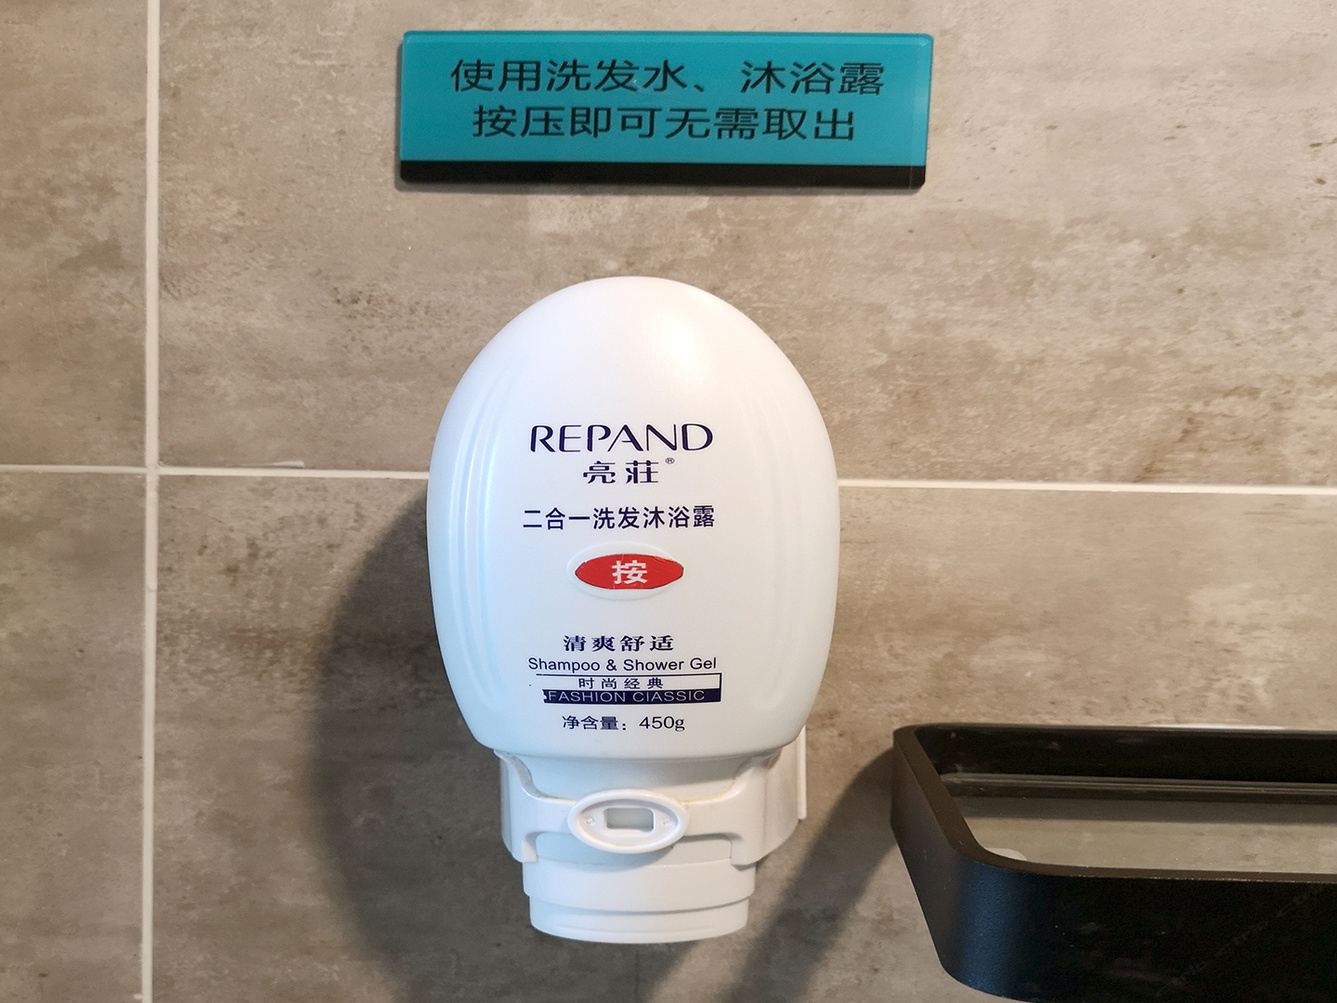 使用洗发水、沐浴露
按压即可无需取出
REPAND
亮莊®
二合一洗发沐浴露
按
清爽舒适
Shampoo & Shower Gel
时尚经典
FASHION CIASSIC
净含量：450g